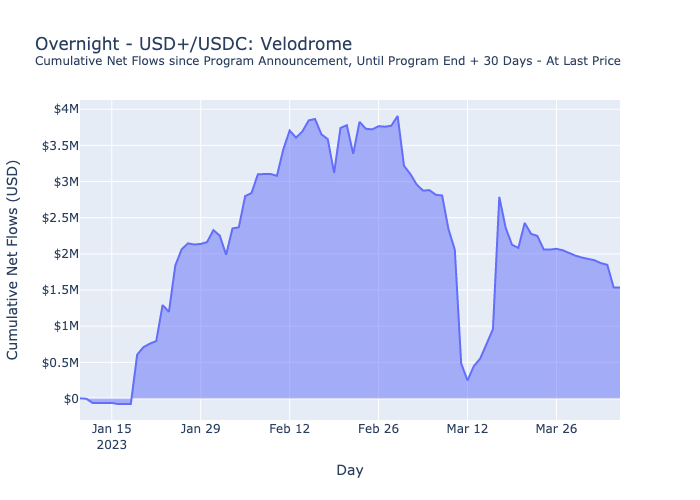 Overnight - USD+/USDC: Velodrome
Cumulative Net Flows since Program Announcement, Until Program End + 30 Days - At Last Price
Cumulative Net Flows (USD)
$4M
$3.5M
$3M
$2.5M
$2M
$1.5M
$1M
$0.5M
$0
Jan 15
2023
Jan 29
Feb 12
Feb 26
Mar 12
Mar 26
Day